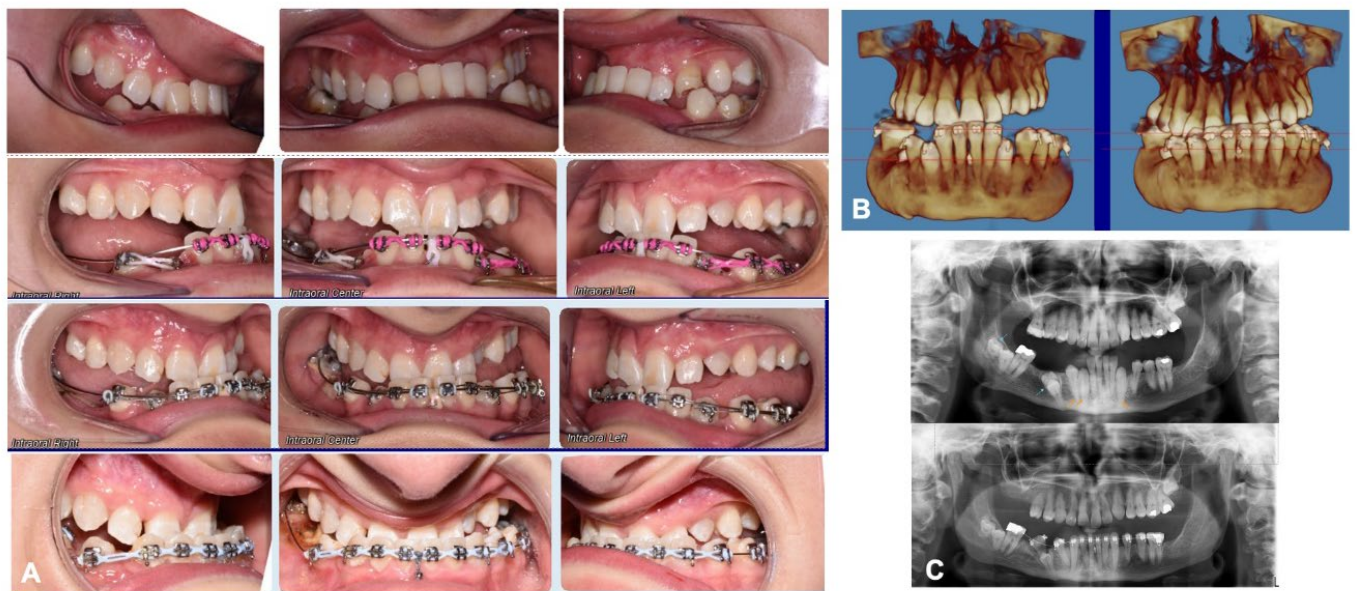 Intraoral Right
Intraoral Center
Intraoral Left
Intraoral Right
Intraoral Center
Intraoral Left
A
B
C
L